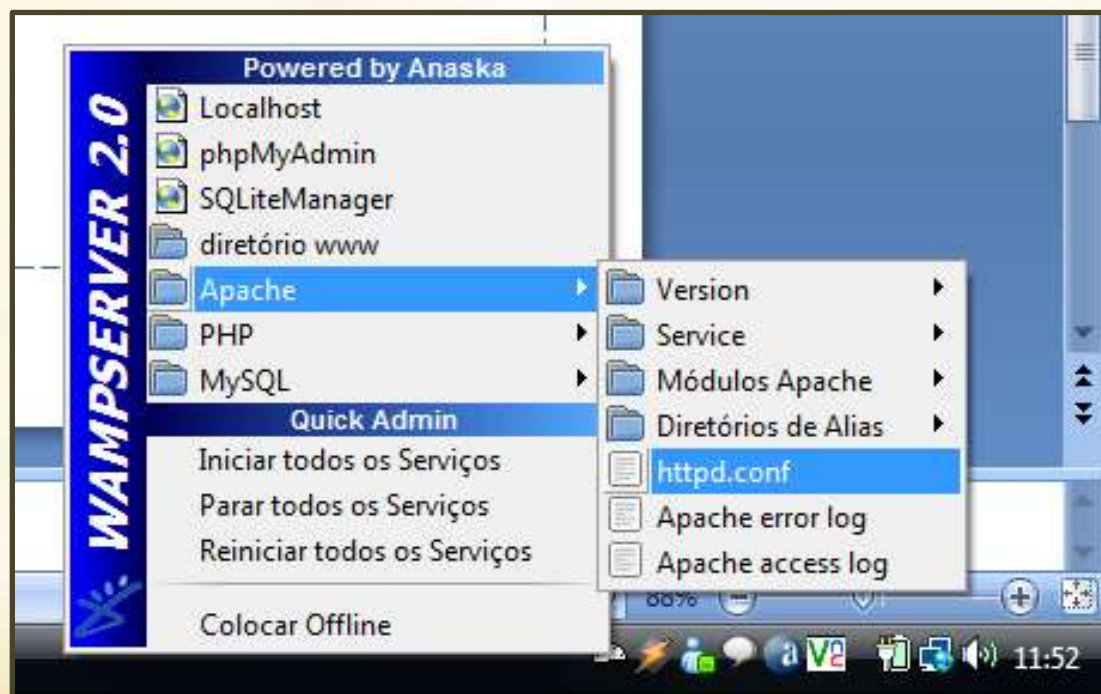 WAMPSERVER 2.0
Powered by Anaska
Localhost
phpMyAdmin
SQLiteManager
diretório www
Apache
PHP
MySQL
Quick Admin
Iniciar todos os Serviços
Parar todos os Serviços
Reiniciar todos os Serviços
Colocar Offline
Version
Service
Módulos Apache
Diretórios de Alias
httpd.conf
Apache error log
Apache access log
88%
a
V2
11:52